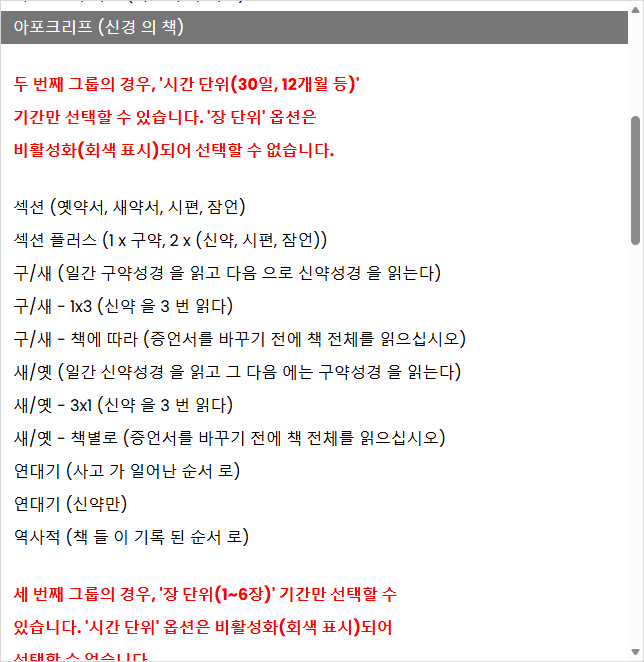 아포크리프 (신경 의 책)
두 번째 그룹의 경우, '시간 단위(30일, 12개월 등)'
기간만 선택할 수 있습니다. '장 단위' 옵션은
비활성화(회색 표시)되어 선택할 수 없습니다.
섹션 (옛약서, 새약서, 시편, 잠언)
섹션 플러스 (1 x 구약, 2 x (신약, 시편, 잠언))
구/새 (일간 구약성경 을 읽고 다음 으로 신약성경 을 읽는다)
구/새 - 1x3 (신약 을 3 번 읽다)
구/새 - 책에 따라 (증언서를 바꾸기 전에 책 전체를 읽으십시오)
새/옛 (일간 신약성경 을 읽고 그 다음 에는 구약성경 을 읽는다)
새/옛 - 3x1 (신약 을 3 번 읽다)
새/옛 - 책별로 (증언서를 바꾸기 전에 책 전체를 읽으십시오)
연대기 (사고 가 일어난 순서 로)
연대기 (신약만)
역사적 (책 들 이 기록 된 순서 로)
세 번째 그룹의 경우, '장 단위(1~6장)' 기간만 선택할 수
있습니다. '시간 단위' 옵션은 비활성화(회색 표시)되어
선택할 수 없습니다